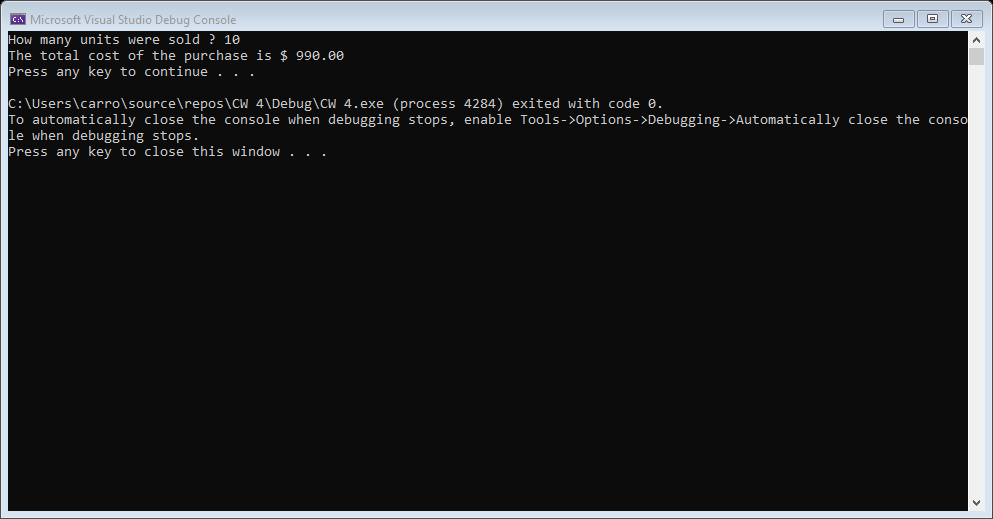 Microsoft Visual Studio Debug Console
How many units were sold ? 10
The total cost of the purchase is $ 990.00
Press any key to continue . . .
C:\Users\carro\source\repos\CW 4\Debug\CW 4.exe (process 4284) exited with code 0.
To automatically close the console when debugging stops, enable Tools->Options->Debugging->Automatically close the conso
le when debugging stops.
Press any key to close this window . . .